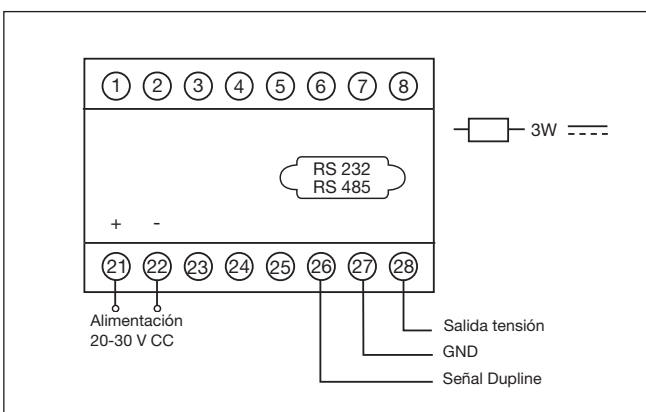 1 2 3 4 5 6 7 8
3W
RS 232
RS 485
+ -
21 22 23 24 25 26 27 28
Alimentación
20-30 V CC
Salida tensión
GND
Señal Dupline